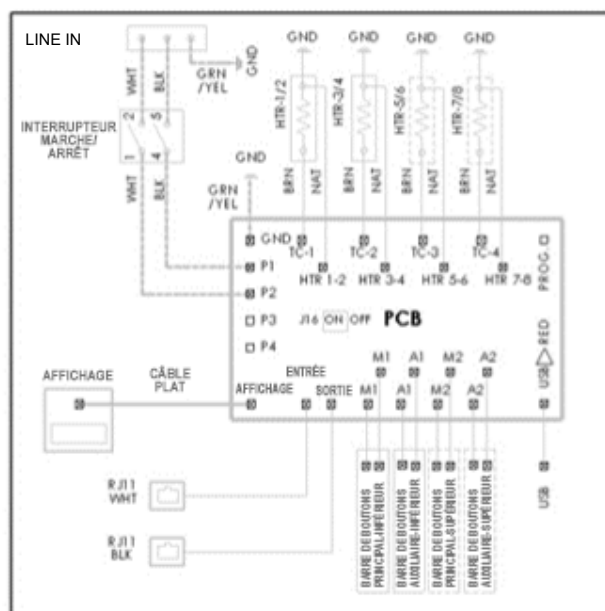 LINE IN
WHT
BLK
GRN
/YEL
GND
INTERRUPTEUR
MARCHE/
ARRÊT
2
5
1
4
WHT
BLK
GND
GRN
/YEL
GND
GND
GND
GND
HTR-1/2
HTR-3/4
HTR-5/6
HTR-7/8
BRN
NAT
BRN
NAT
BRN
NAT
BRN
NAT
GND
P1
P2
P3
P4
TC-1
TC-2
TC-3
TC-4
HTR 1-2
HTR 3-4
HTR 5-6
HTR 7-8
PROG
J16 ON OFF PCB
RED
USB
M1
A1
M2
A2
AFFICHAGE
CÂBLE
PLAT
ENTRÉE
AFFICHAGE
SORTIE
M1
A1
M2
A2
RJ11
WHT
RJ11
BLK
BARRE DE BOUTONS
PRINCIPAL-INFÉRIEUR
BARRE DE BOUTONS
AUXILIAIRE-INFÉRIEUR
BARRE DE BOUTONS
PRINCIPAL-SUPÉRIEUR
BARRE DE BOUTONS
AUXILIAIRE-SUPÉRIEUR
USB